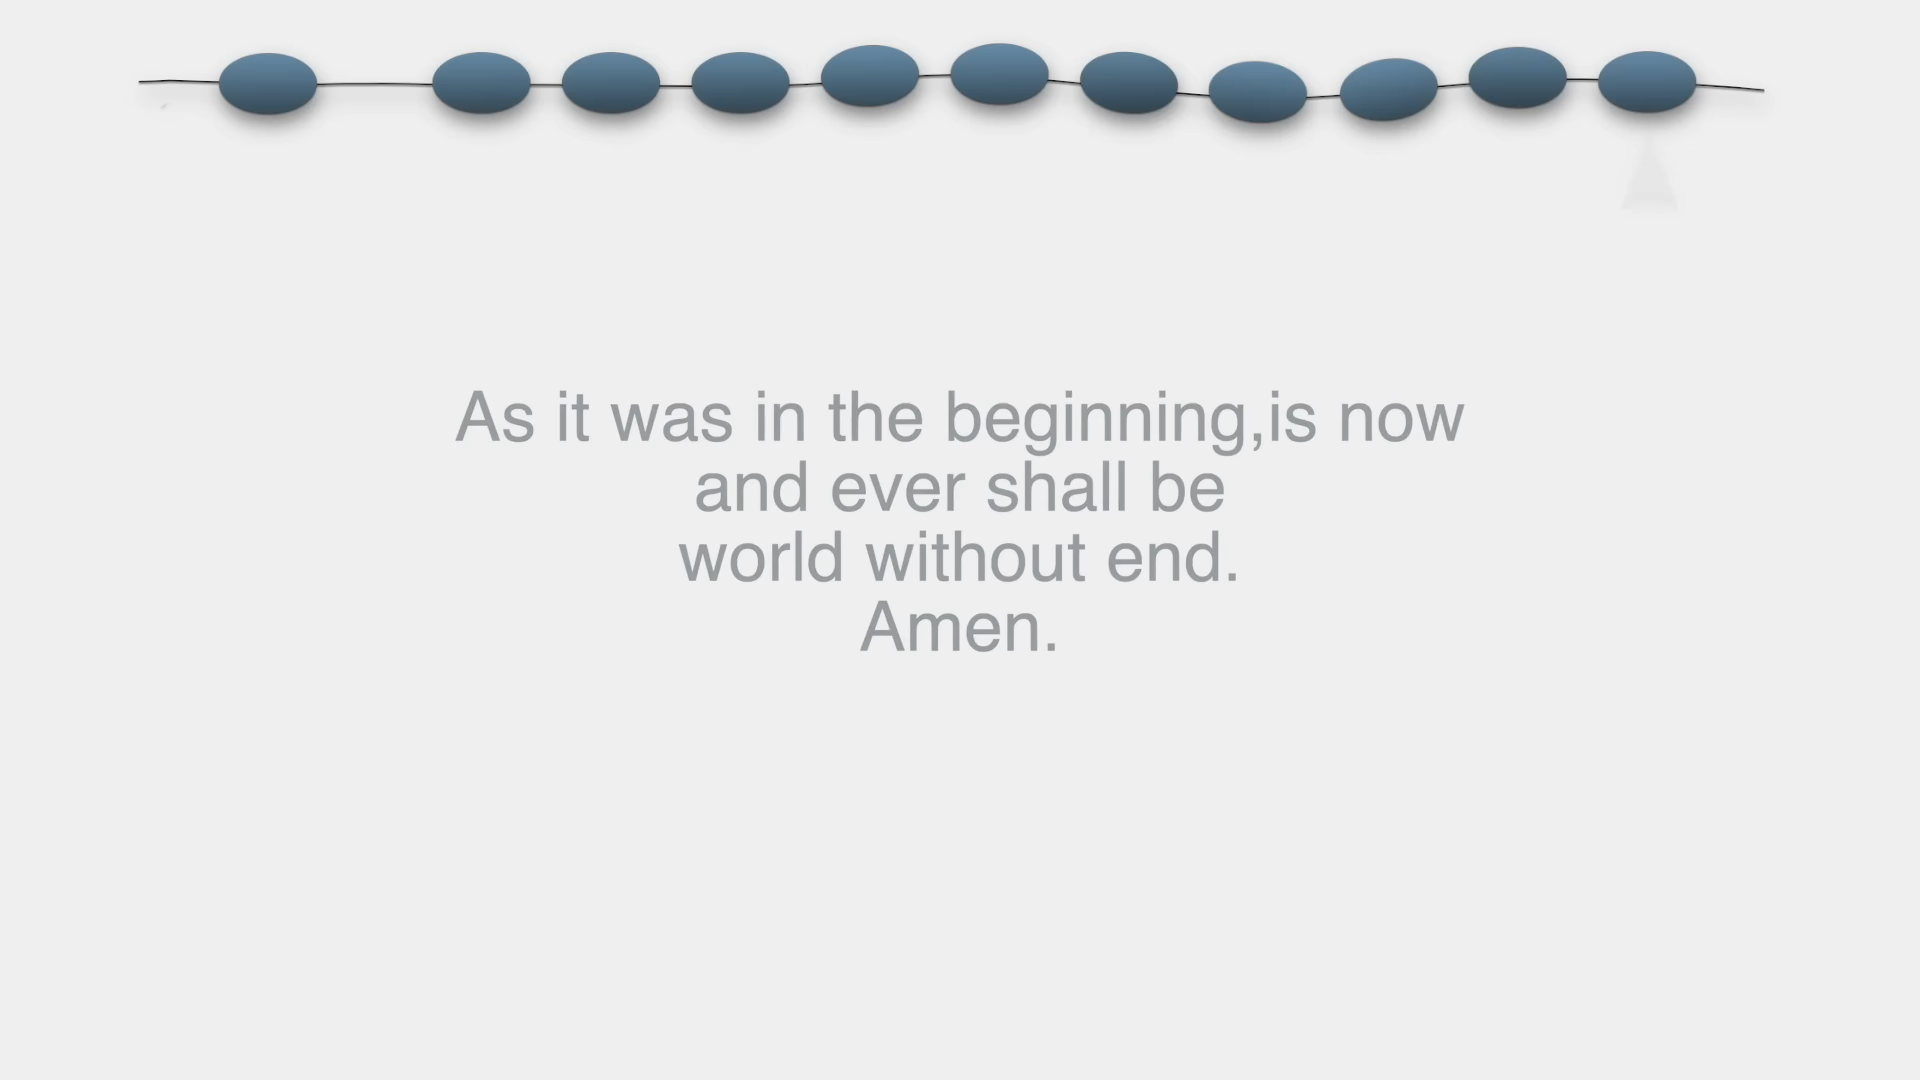 As it was in the beginning,is now
and ever shall be
world without end.
Amen.